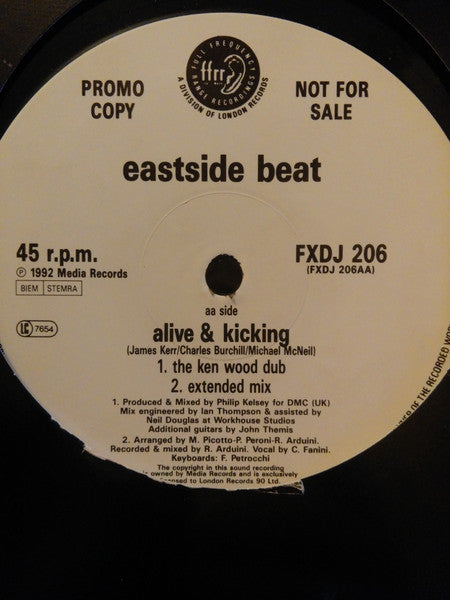 FULL FREQUENCY
ffrr
RANGE RECORDINGS
A DIVISION OF LONDON RECORDS
PROMO
COPY
NOT FOR
SALE
eastside beat
45 r.p.m.
℗ 1992 Media Records
BIEM STEMRA
FXDJ 206
(FXDJ 206AA)
aa side
LC 7654
alive & kicking
(James Kerr/Charles Burchill/Michael McNeil)
1. the ken wood dub
2. extended mix
1. Produced & Mixed by Philip Kelsey for DMC (UK)
Mix engineered by Ian Thompson & assisted by
Neil Douglas at Workhouse Studios
Additional guitars by John Themis
2. Arranged by M. Picotto-P. Peroni-R. Arduini.
Recorded & mixed by R. Arduini. Vocal by C. Fanini.
Keyboards: F. Petrocchi
The copyright in this sound recording
is owned by Media Records and is exclusively
licensed to London Records 90 Ltd.
OF THE RECORDED